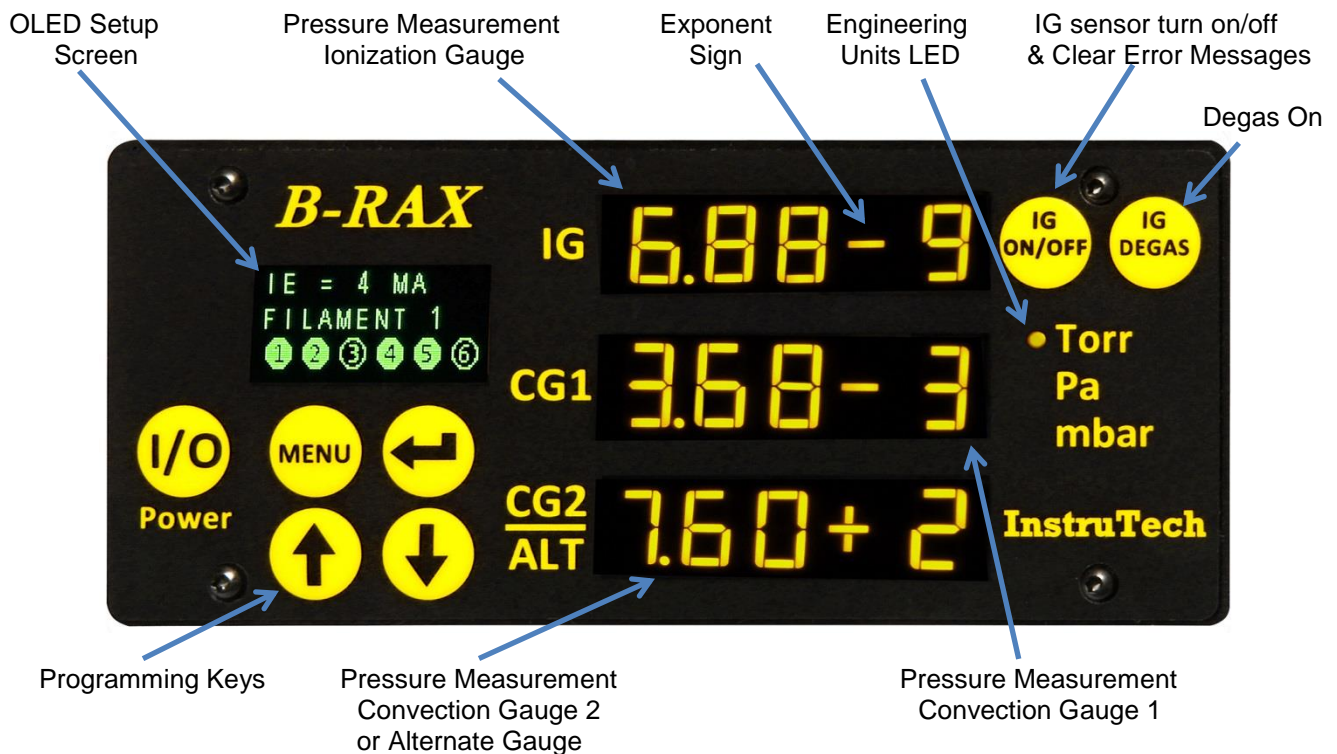 OLED Setup
Screen
Pressure Measurement
Ionization Gauge
Exponent
Sign
Engineering
Units LED
IG sensor turn on/off
& Clear Error Messages
Degas On
B-RAX
IE = 4 MA
FILAMENT 1
1 2 3 4 5 6
IG
6.88 - 9
IG
ON/OFF
IG
DEGAS
CG1
3.68 - 3
Torr
Pa
mbar
I/O
Power
MENU
CG2
ALT
7.60 + 2
InstruTech
Programming Keys
Pressure Measurement
Convection Gauge 2
or Alternate Gauge
Pressure Measurement
Convection Gauge 1